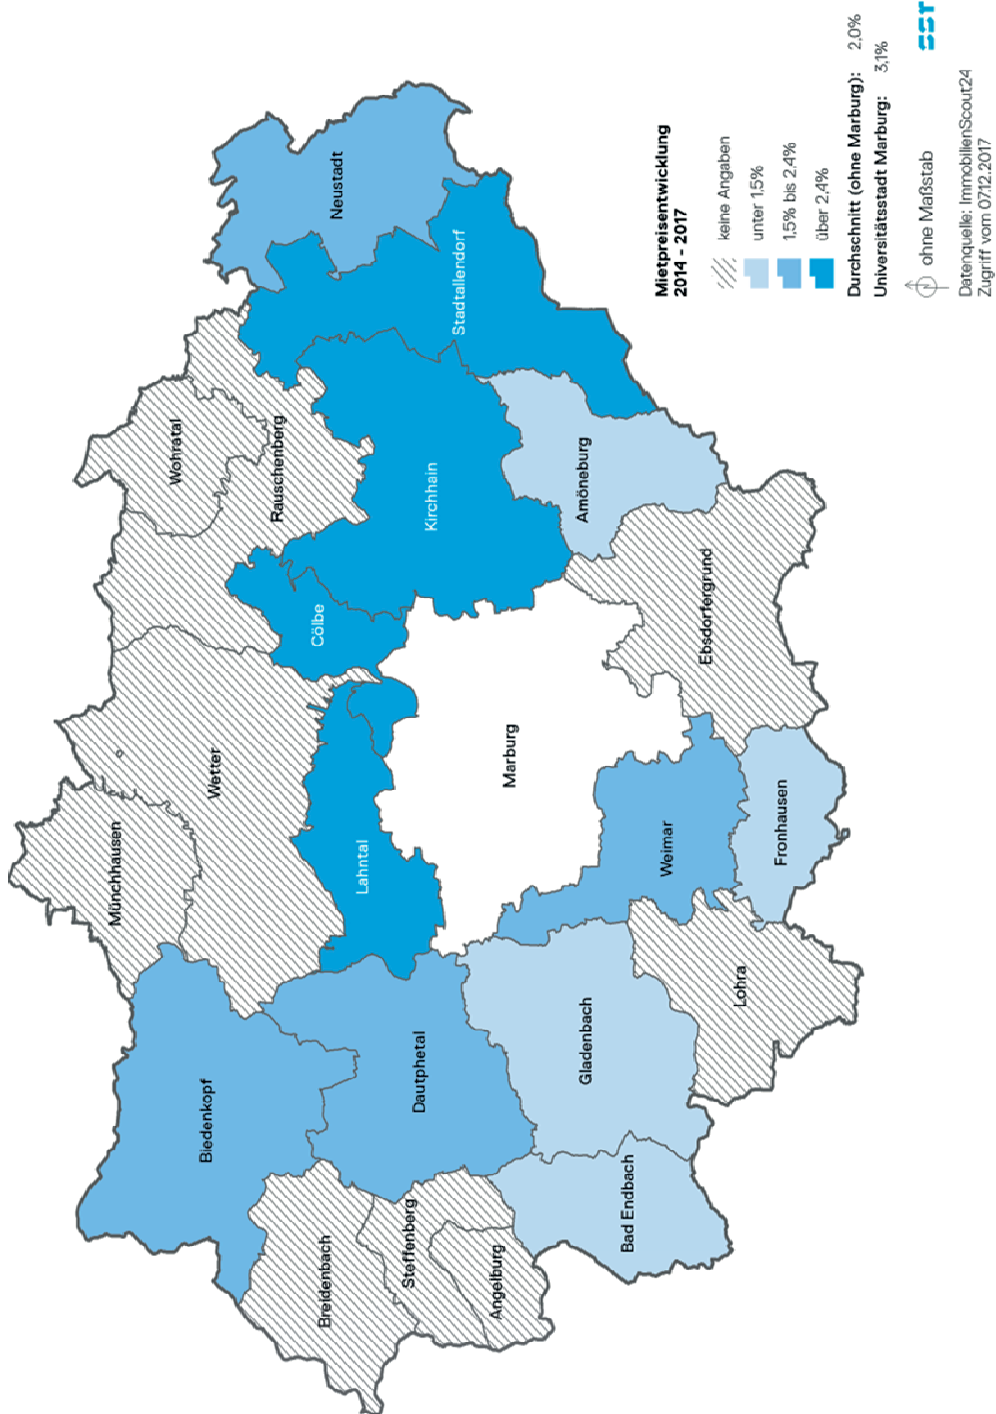 Münchhausen
Wetter
Wohratal
Rauschenberg
Biedenkopf
Breidenbach
Steffenberg
Angelburg
Dautphetal
Lahntal
Cölbe
Kirchhain
Neustadt
Stadtallendorf
Marburg
Amöneburg
Ebsdorfergrund
Weimar
Fronhausen
Gladenbach
Bad Endbach
Lohra
Mietpreisentwicklung
2014 - 2017
keine Angaben
unter 1,5%
1,5% bis 2,4%
über 2,4%
Durchschnitt (ohne Marburg): 2,0%
Universitätsstadt Marburg: 3,1%
ohne Maßstab
Datenquelle: ImmobilienScout24
Zugriff vom 07.12.2017